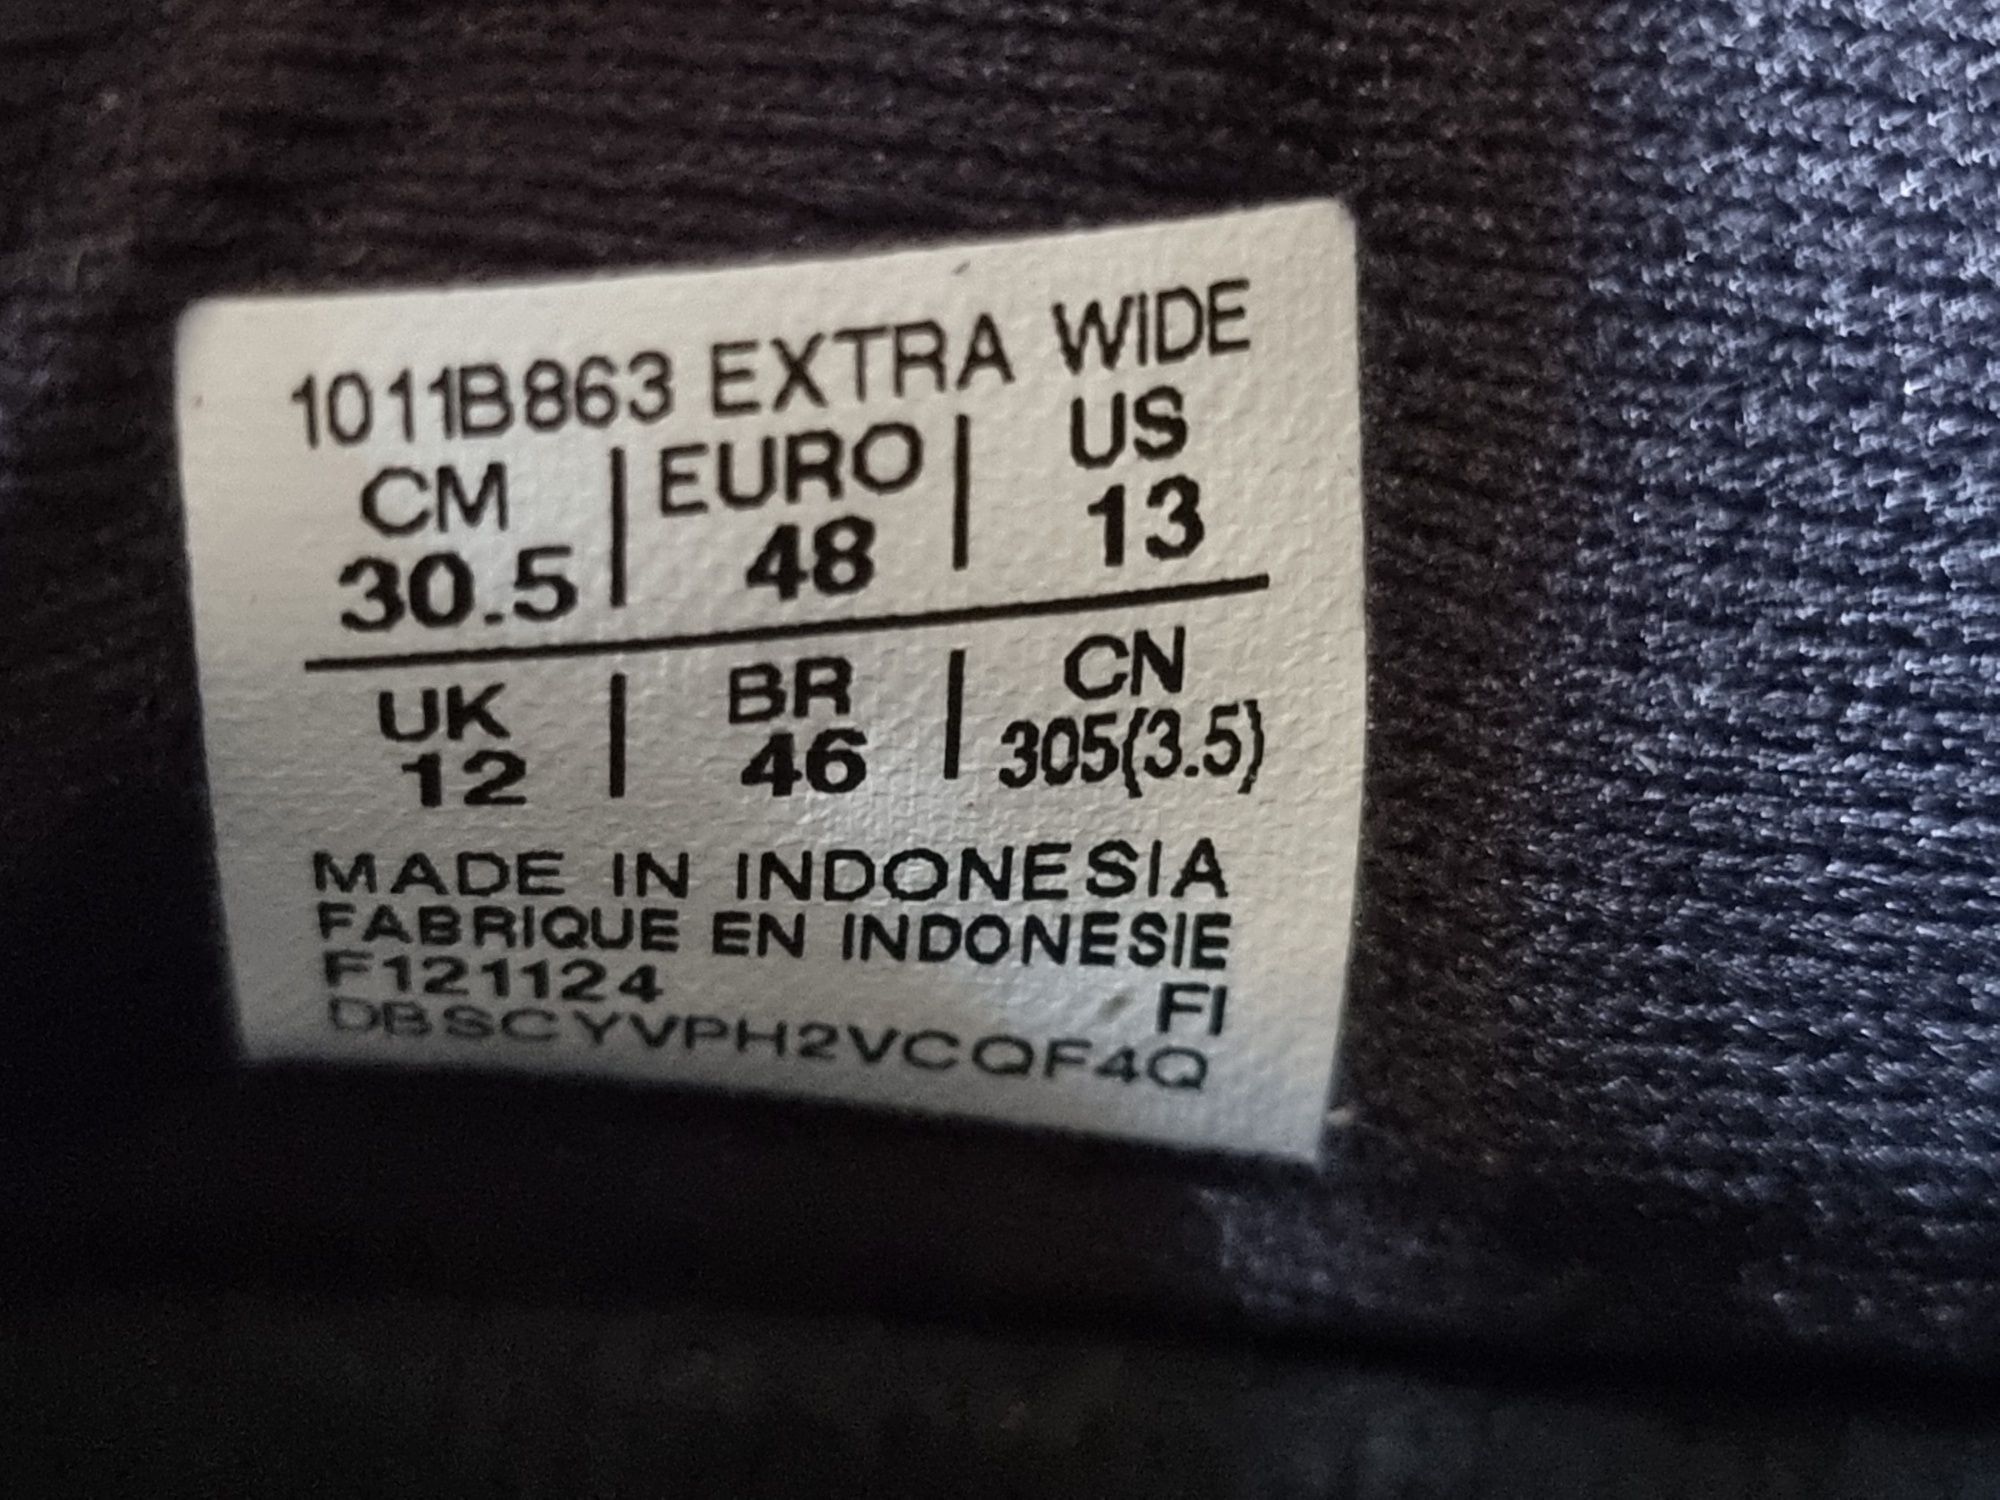 1011B863 EXTRA WIDE
CM | EURO | US
30.5 | 48 | 13
UK | BR | CN
12 | 46 | 305(3.5)
MADE IN INDONESIA
FABRIQUE EN INDONESIE
F121124 FI
DBSCYVPH2VCQF4Q